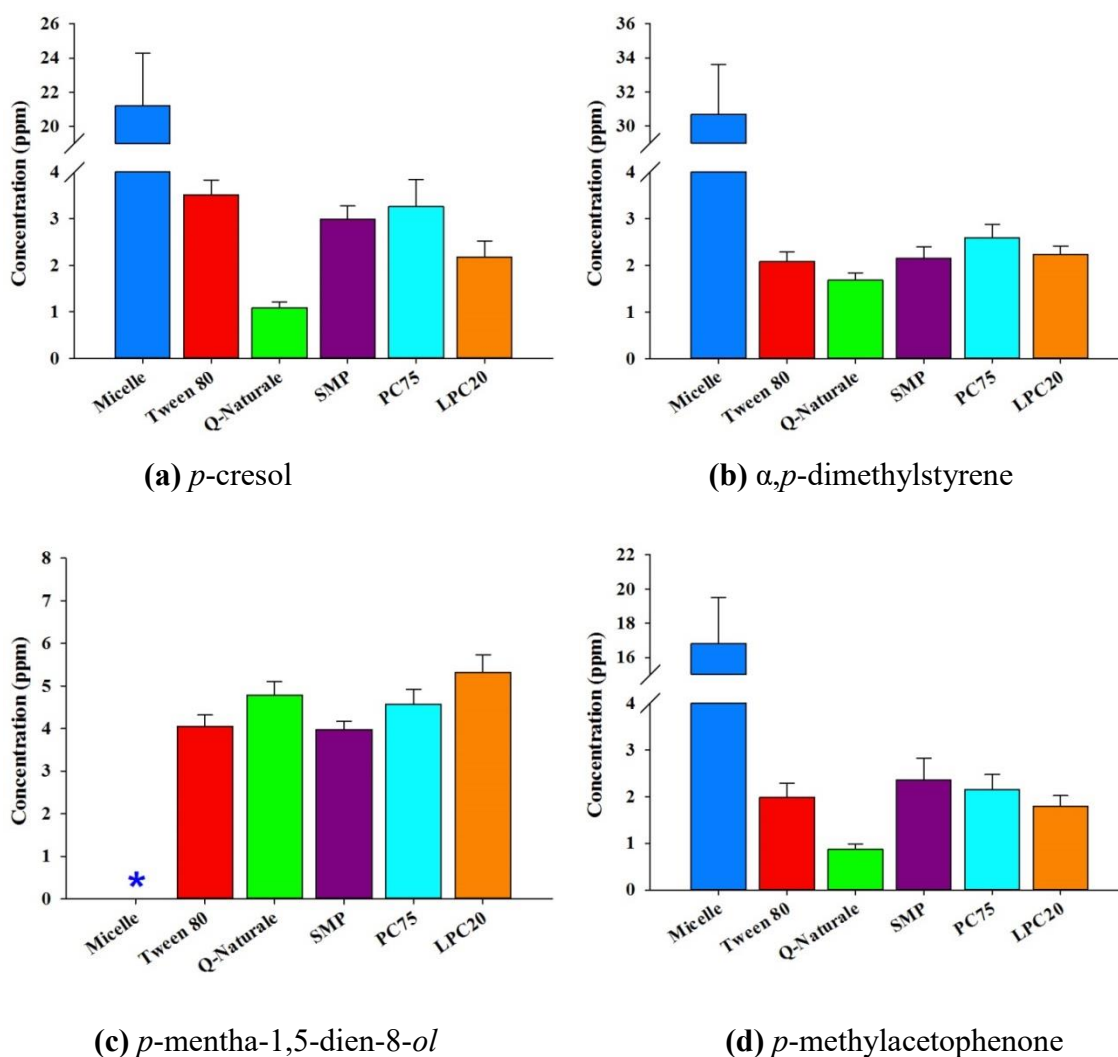 26
24
22
20
4
3
2
1
0
Concentration (ppm)
Micelle
Tween 80
Q-Naturale
SMP
PC75
LPC20
(a) p-cresol
36
34
32
30
4
3
2
1
0
Concentration (ppm)
Micelle
Tween 80
Q-Naturale
SMP
PC75
LPC20
(b) α,p-dimethylstyrene
8
7
6
5
4
3
2
1
0
Concentration (ppm)
*
Micelle
Tween 80
Q-Naturale
SMP
PC75
LPC20
(c) p-mentha-1,5-dien-8-ol
22
20
18
16
4
3
2
1
0
Concentration (ppm)
Micelle
Tween 80
Q-Naturale
SMP
PC75
LPC20
(d) p-methylacetophenone